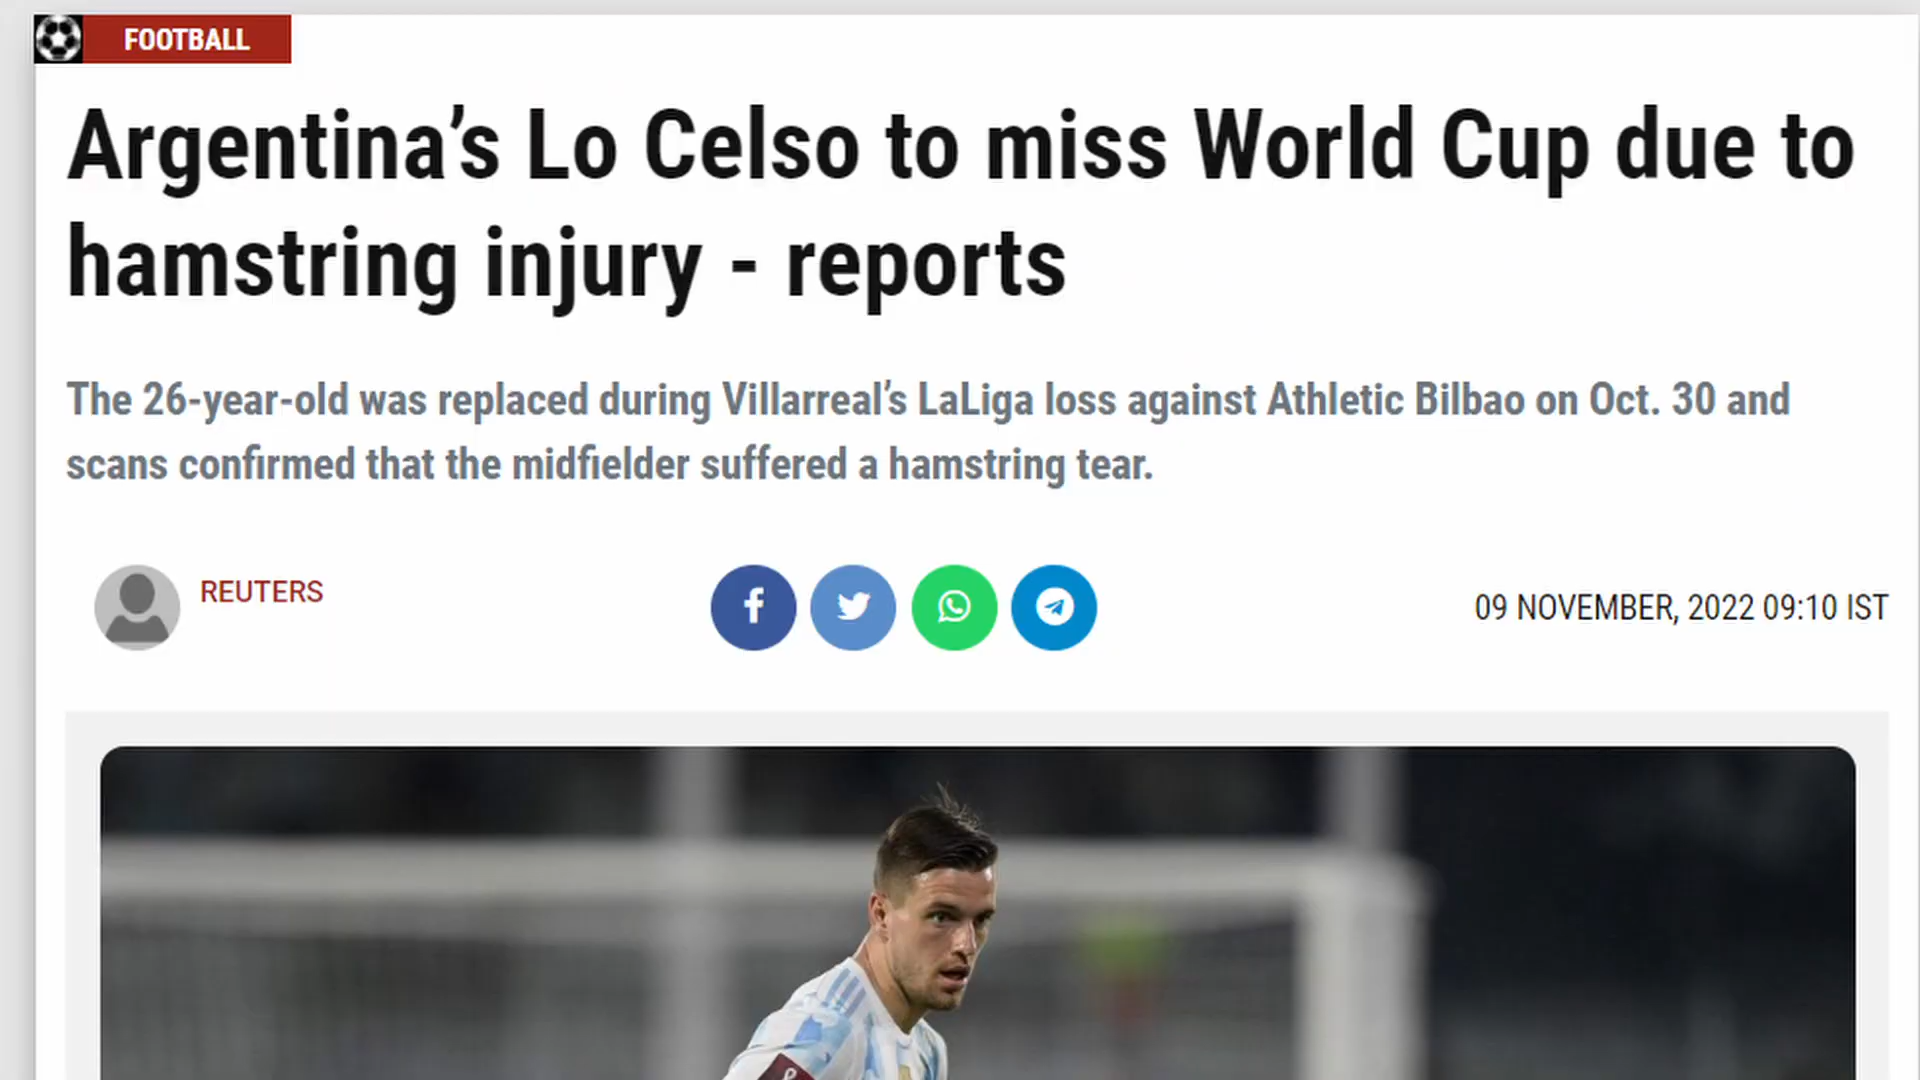 FOOTBALL
Argentina’s Lo Celso to miss World Cup due to
hamstring injury - reports
The 26-year-old was replaced during Villarreal’s LaLiga loss against Athletic Bilbao on Oct. 30 and
scans confirmed that the midfielder suffered a hamstring tear.
REUTERS
09 NOVEMBER, 2022 09:10 IST